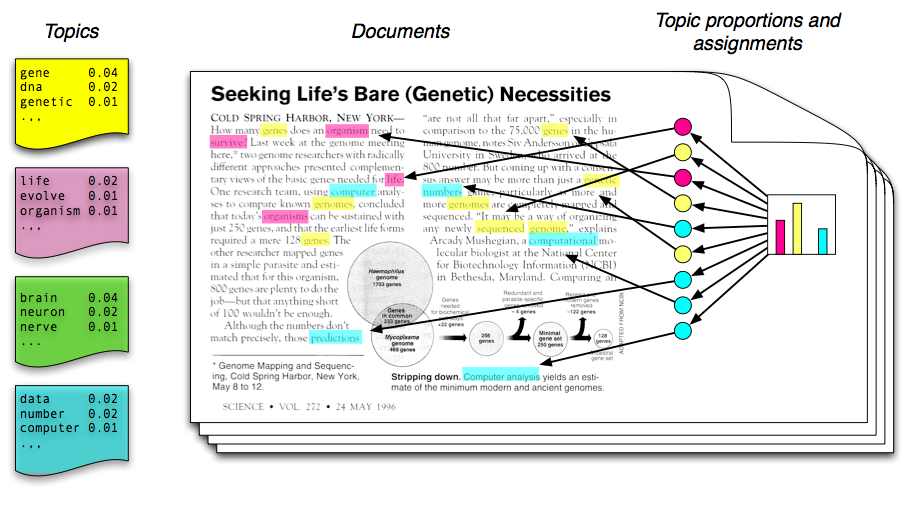 Topics
Documents
Topic proportions and
assignments
gene 0.04
dna 0.02
genetic 0.01
.,,
life 0.02
evolve 0.01
organism 0.01
.,,
brain 0.04
neuron 0.02
nerve 0.01
...
data 0.02
number 0.02
computer 0.01
.,,
Seeking Life's Bare (Genetic) Necessities
COLD SPRING HARBOR, NEW YORK—
How many genes does an organism need to
survive? Last week at the genome meeting
here,* two genome researchers with radically
different approaches presented complemen-
tary views of the basic genes needed for life.
One research team, using computer analy-
ses to compare known genomes, concluded
that today's organisms can be sustained with
just 250 genes, and that the earliest life forms
required a mere 128 genes. The
other researcher mapped genes
in a simple parasite and esti-
mated that for this organism,
800 genes are plenty to do the
job—but that anything short
of 100 wouldn't be enough.
Although the numbers don't
match precisely, those predictions
* Genome Mapping and Sequenc-
ing, Cold Spring Harbor, New York,
May 8 to 12.
"are not all that far apart," especially in
comparison to the 75,000 genes in the hu-
man genome, notes Siv Andersson of
University in Sweden, who arrived at the
800 number. But coming up with a consen-
sus answer may be more than just a genetic
numbers game, particularly as more and
more genomes are completely mapped and
sequenced. "It may be a way of organizing
any newly sequenced genome," explains
Arcady Mushegian, a computational mo-
lecular biologist at the National Center
for Biotechnology Information (NCBI)
in Bethesda, Maryland. Comparing an
Haemophilus
genome
1703 genes
Genes
in common
233 genes
Mycoplasma
genome
469 genes
Genes
needed
for biochemical
+22 genes
256
genes
Redundant and
parasite-specific
genes removed
– 4 genes
Minimal
gene set
250 genes
Related and
modern genes
removed
–122 genes
128
genes
Ancestral
gene set
ADAPTED FROM NCBI
Stripping down. Computer analysis yields an esti-
mate of the minimum modern and ancient genomes.
SCIENCE • VOL. 272 • 24 MAY 1996